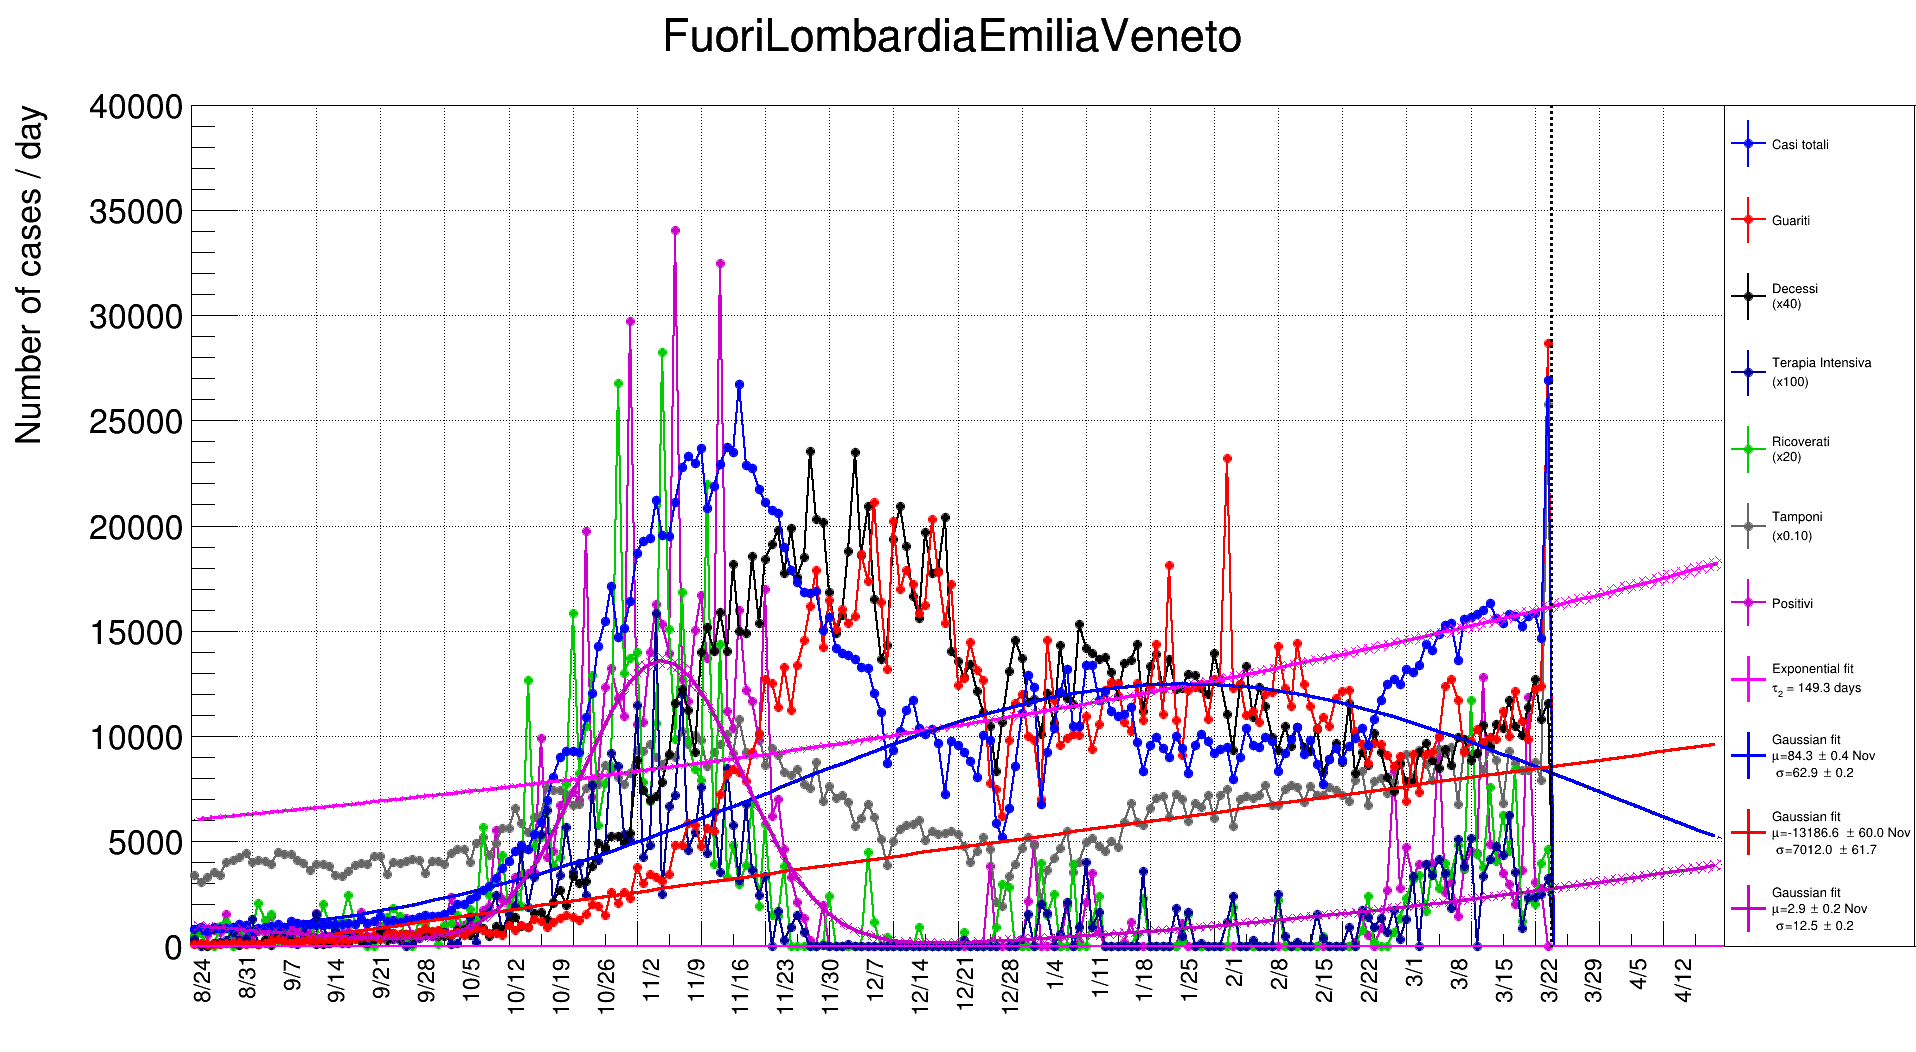 FuoriLombardiaEmiliaVeneto
Number of cases / day
40000
35000
30000
25000
20000
15000
10000
5000
0
8/24
8/31
9/7
9/14
9/21
9/28
10/5
10/12
10/19
10/26
11/2
11/9
11/16
11/23
11/30
12/7
12/14
12/21
12/28
1/4
1/11
1/18
1/25
2/1
2/8
2/15
2/22
3/1
3/8
3/15
3/22
3/29
4/5
4/12
Casi totali
Guariti
Decessi
(x40)
Terapia Intensiva
(x100)
Ricoverati
(x20)
Tamponi
(x0.10)
Positivi
Exponential fit
τ2 = 149.3 days
Gaussian fit
μ=84.3 ± 0.4 Nov
σ=62.9 ± 0.2
Gaussian fit
μ=-13186.6 ± 60.0 Nov
σ=7012.0 ± 61.7
Gaussian fit
μ=2.9 ± 0.2 Nov
σ=12.5 ± 0.2